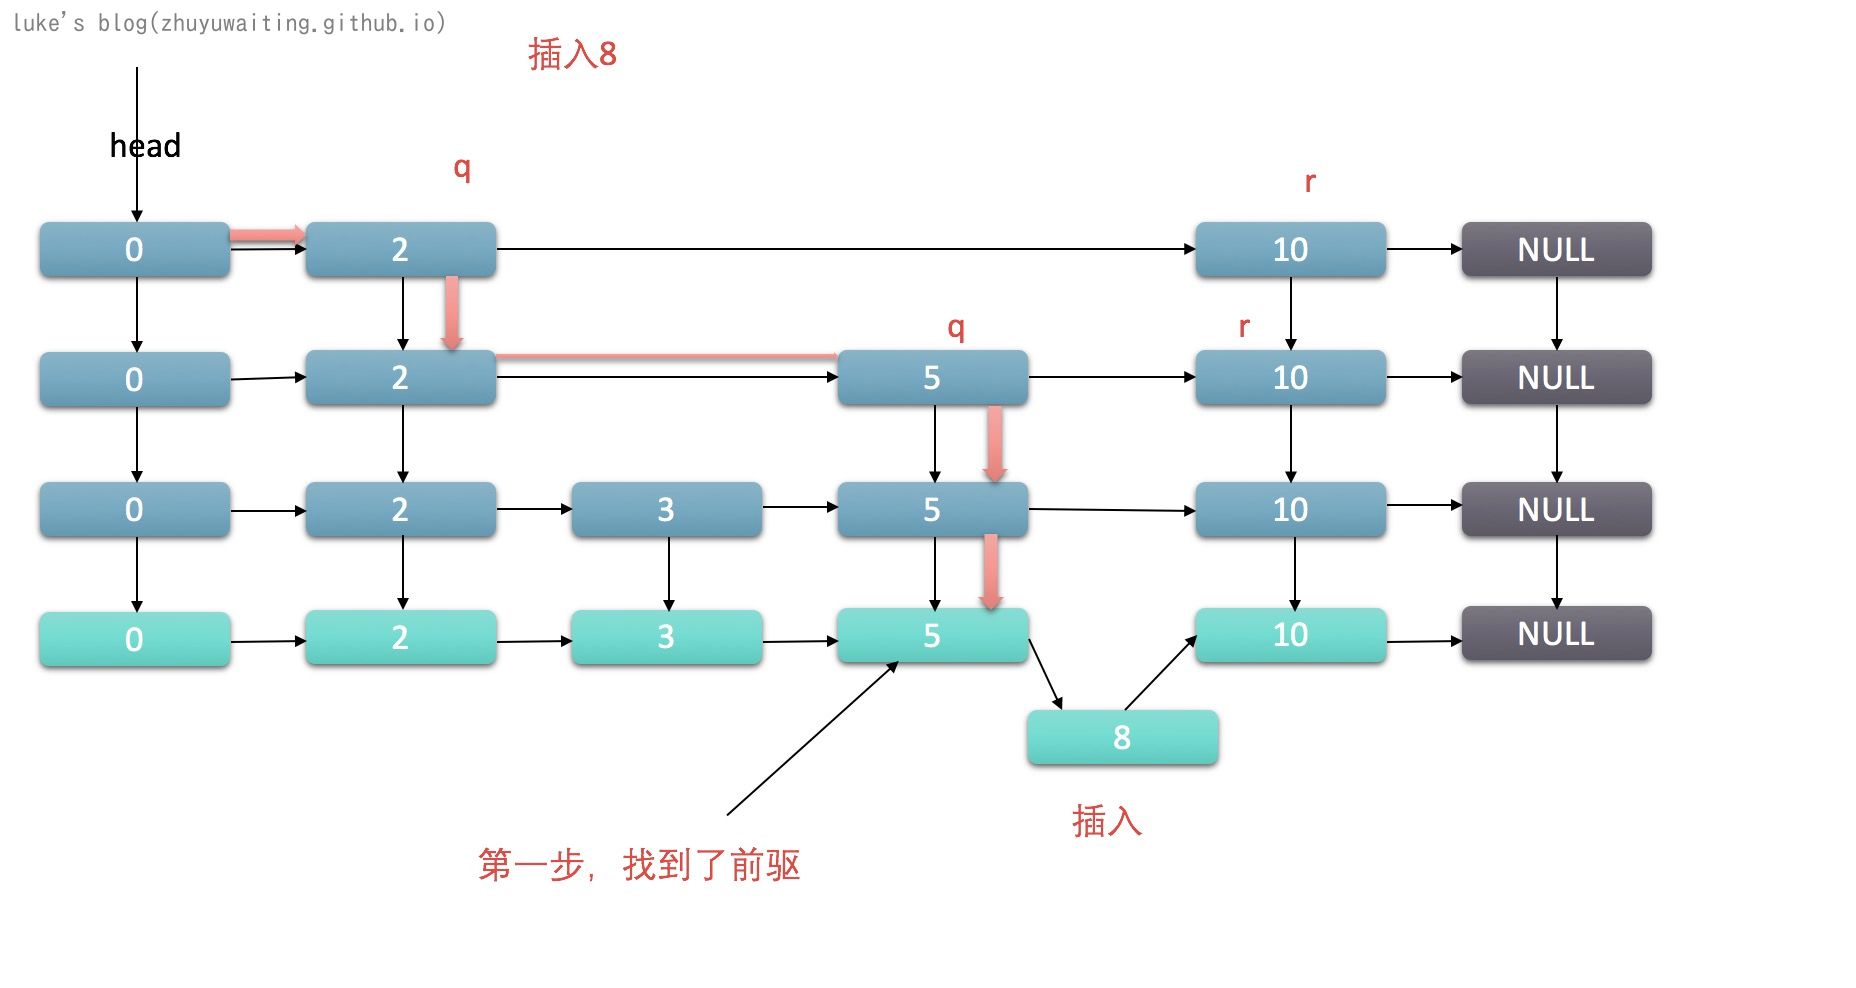 luke's blog(zhuyuwaiting.github.io)
插入8
head
q
r
0 2 10 NULL
q
r
0 2 5 10 NULL
0 2 3 5 10 NULL
0 2 3 5 10 NULL
8
插入
第一步，找到了前驱